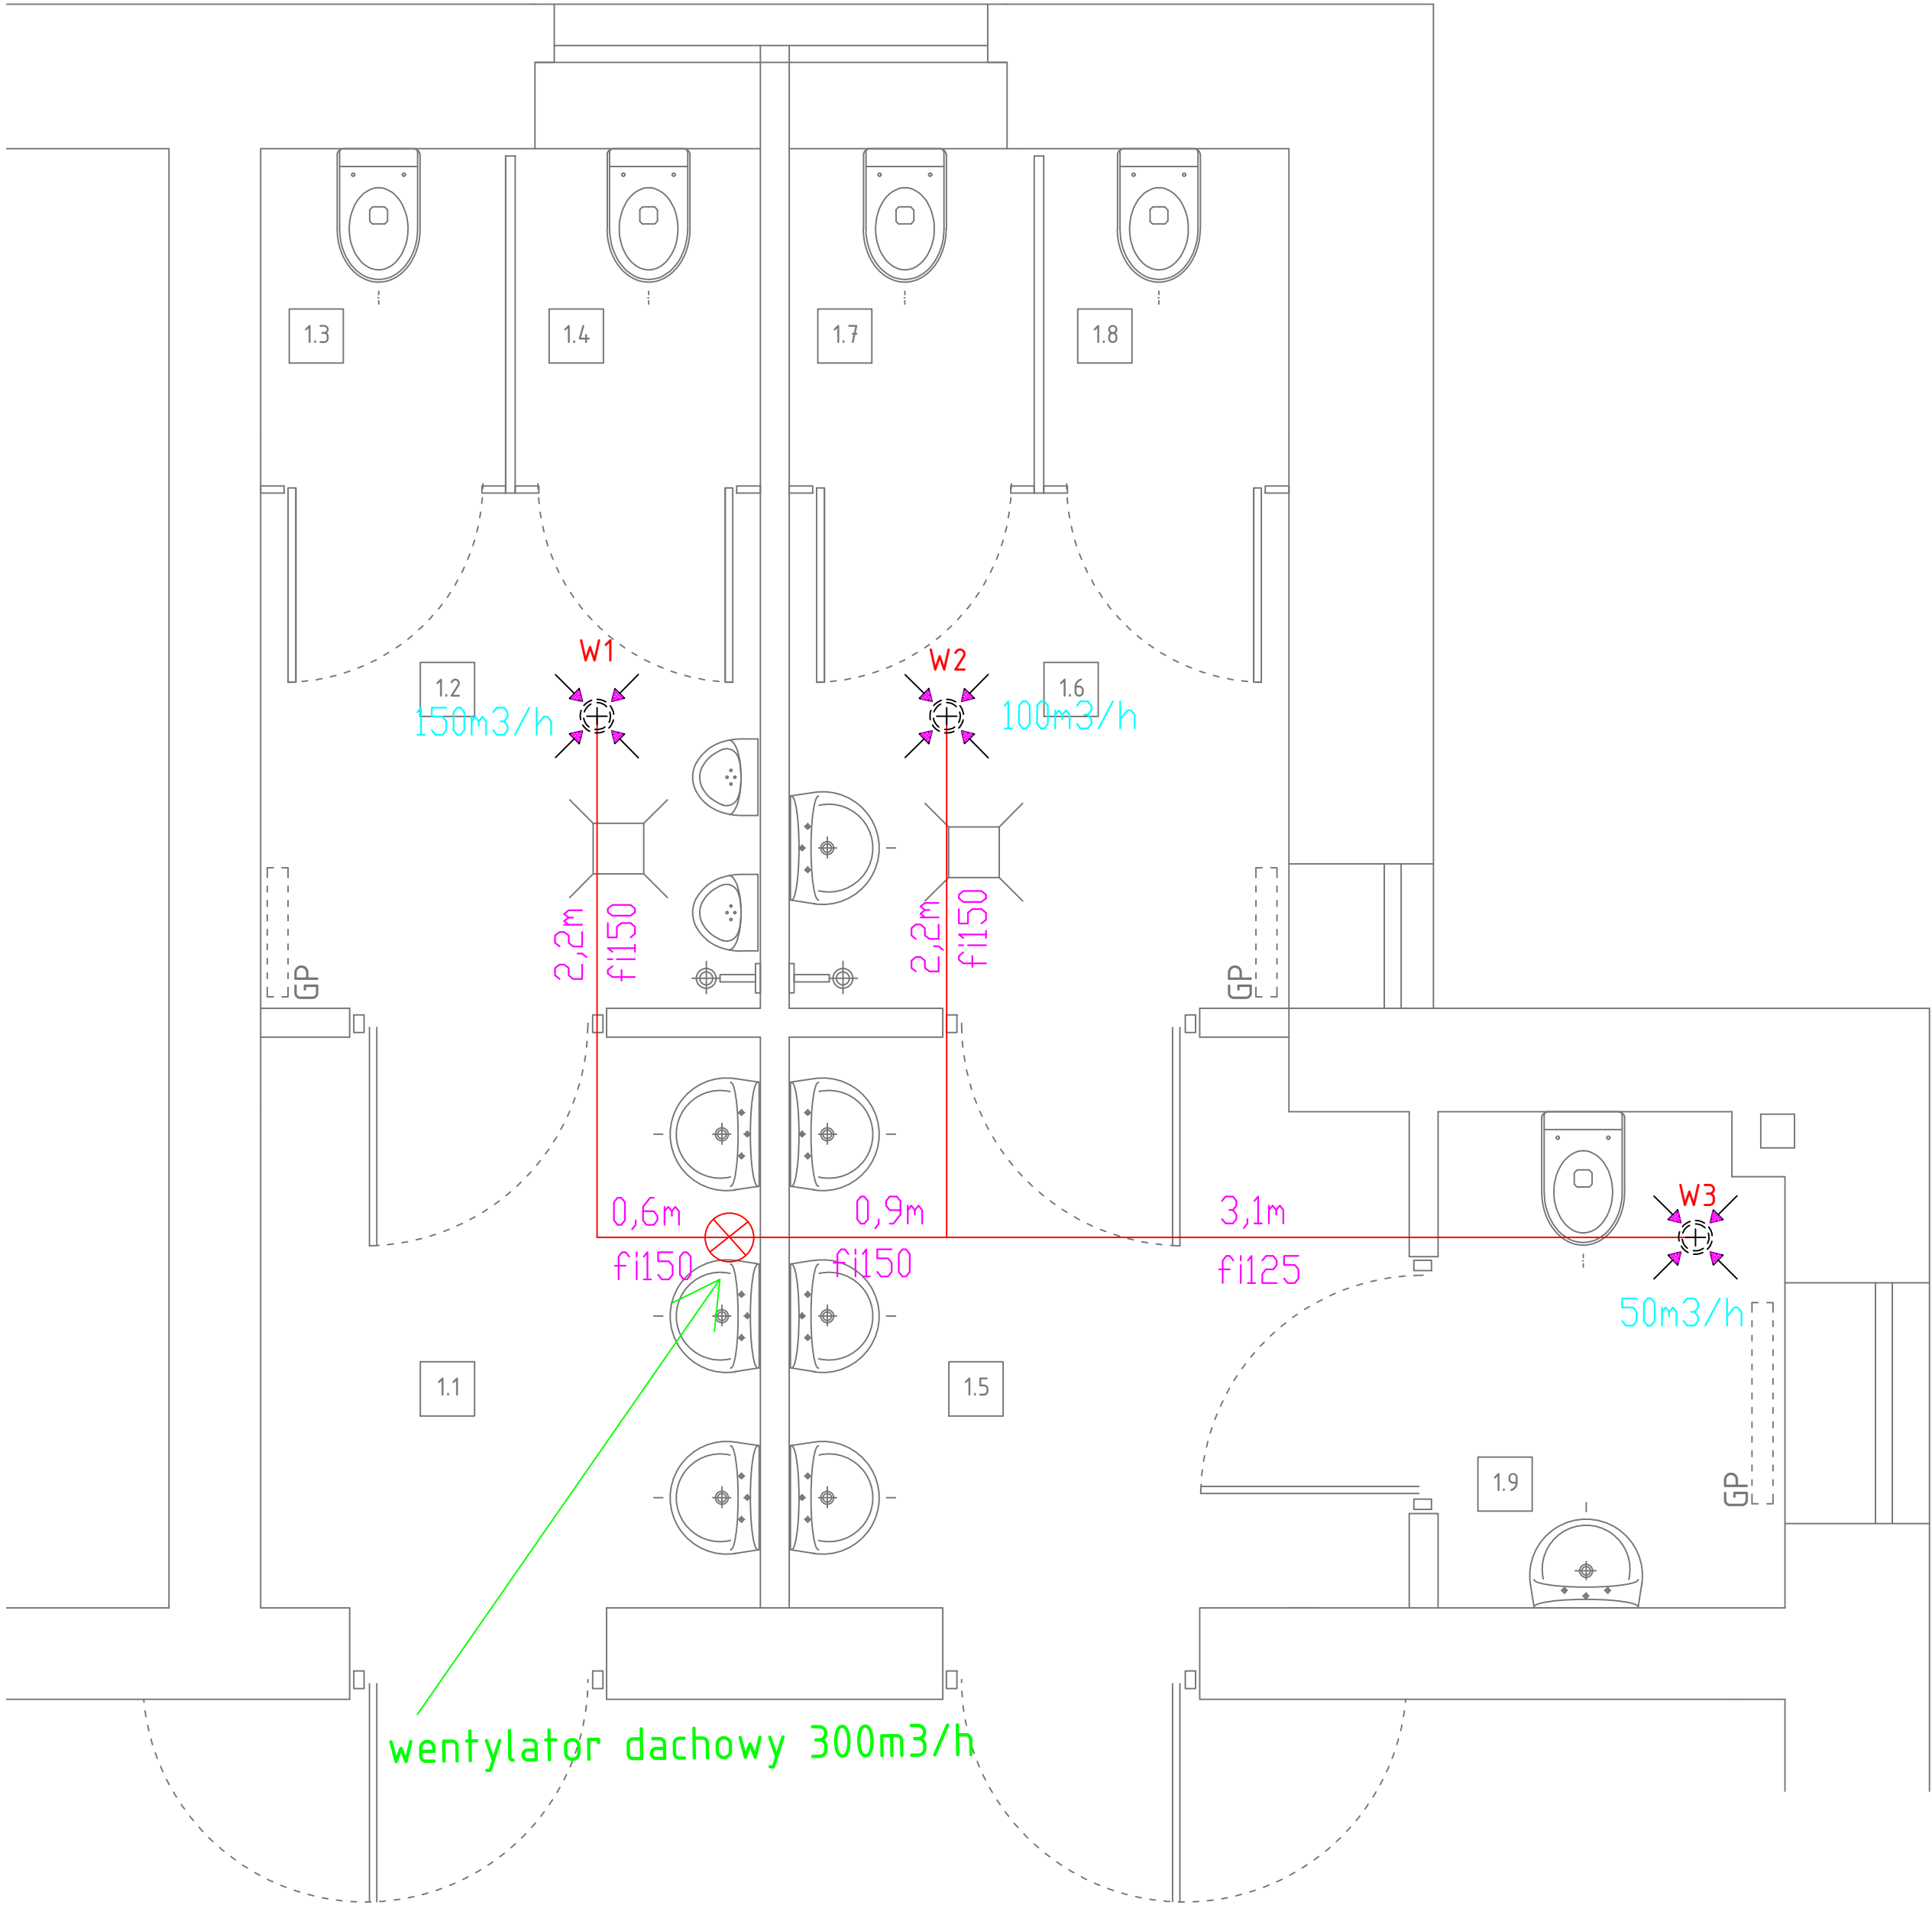 1.3
1.4
1.7
1.8
W1
W2
1.2
1.6
150m3/h
100m3/h
2,2m
fi150
2,2m
fi150
GP
GP
W3
0,6m
0,9m
3,1m
fi150
fi150
fi125
50m3/h
1.1
1.5
1.9
GP
wentylator dachowy 300m3/h